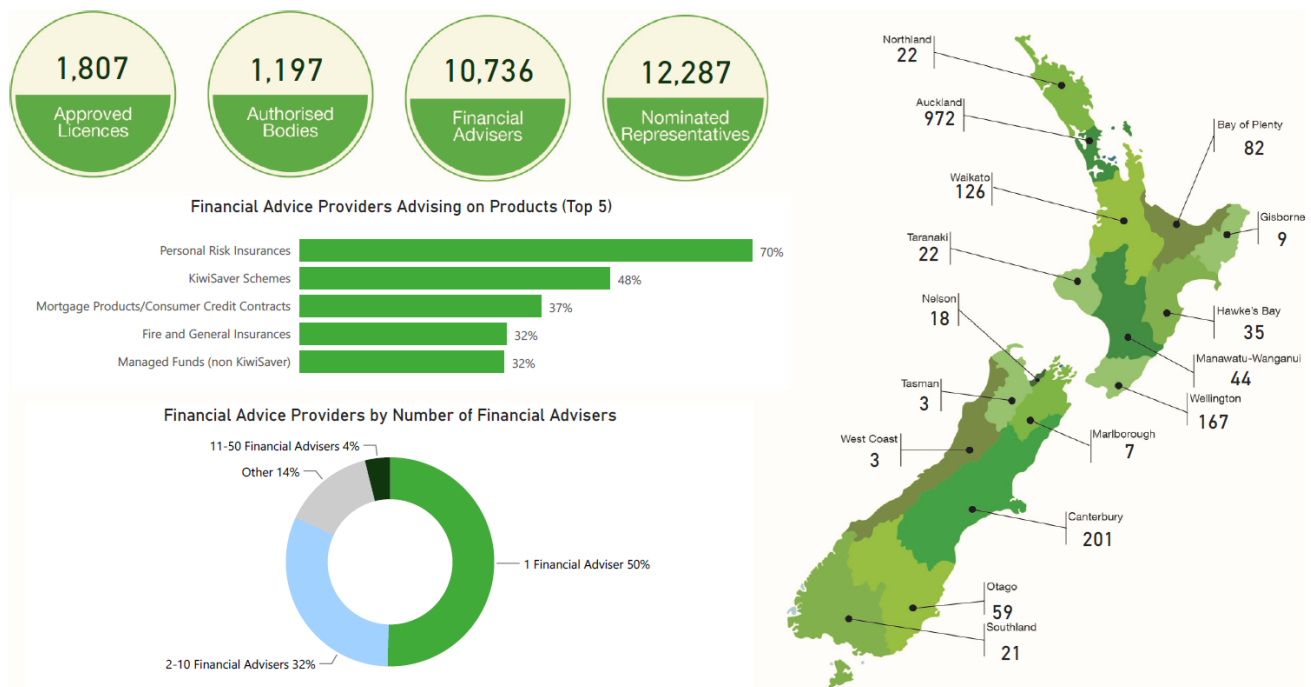 1,807
Approved
Licences
1,197
Authorised
Bodies
10,736
Financial
Advisers
12,287
Nominated
Representatives
Financial Advice Providers Advising on Products (Top 5)
Personal Risk Insurances
70%
KiwiSaver Schemes
48%
Mortgage Products/Consumer Credit Contracts
37%
Fire and General Insurances
32%
Managed Funds (non KiwiSaver)
32%
Financial Advice Providers by Number of Financial Advisers
11-50 Financial Advisers 4%
Other 14%
1 Financial Adviser 50%
2-10 Financial Advisers 32%
Northland
22
Auckland
972
Bay of Plenty
82
Waikato
126
Gisborne
9
Taranaki
22
Nelson
18
Hawke's Bay
35
Manawatu-Wanganui
44
Tasman
3
Wellington
167
West Coast
3
Marlborough
7
Canterbury
201
Otago
59
Southland
21